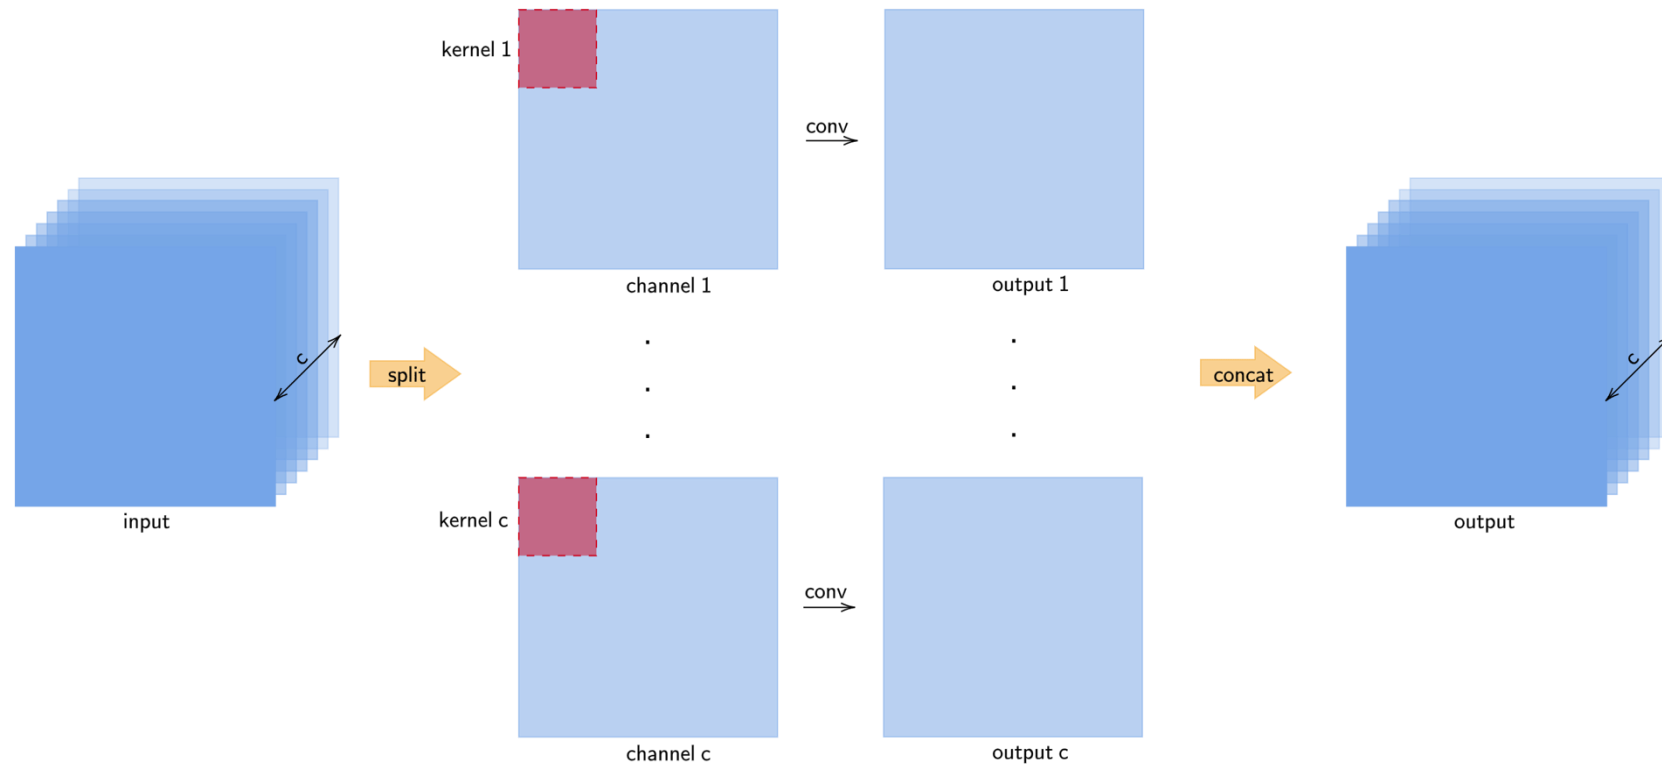 kernel 1
conv
channel 1
output 1
c
split
concat
c
kernel c
input
output
conv
channel c
output c